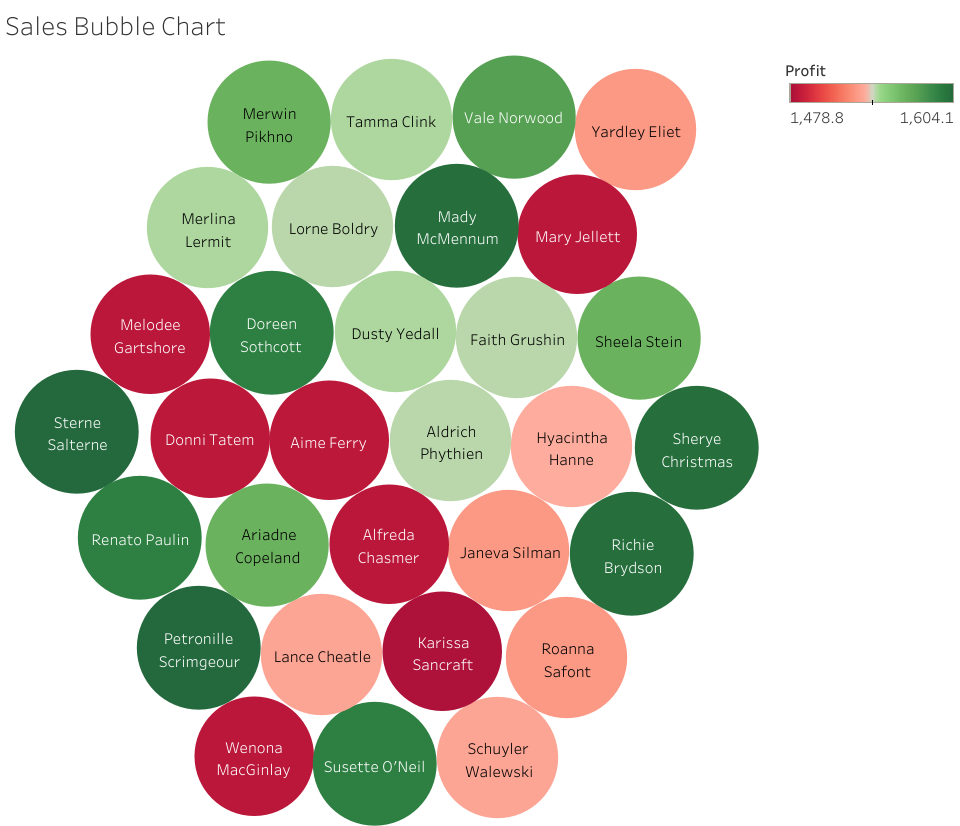 Sales Bubble Chart
Profit
1,478.8 1,604.1
Merwin
Pikhno
Tamma Clink
Vale Norwood
Yardley Eliet
Merlina
Lermit
Lorne Boldry
Mady
McMennum
Mary Jellett
Melodee
Gartshore
Doreen
Sothcott
Dusty Yedall
Faith Grushin
Sheela Stein
Sterne
Salterne
Donni Tatem
Aime Ferry
Aldrich
Phythien
Hyacintha
Hanne
Sherye
Christmas
Renato Paulin
Ariadne
Copeland
Alfreda
Chasmer
Janeva Silman
Richie
Brydson
Petronille
Scrimgeour
Lance Cheatle
Karissa
Sancraft
Roanna
Safont
Wenona
MacGinlay
Susette O’Neil
Schuyler
Walewski